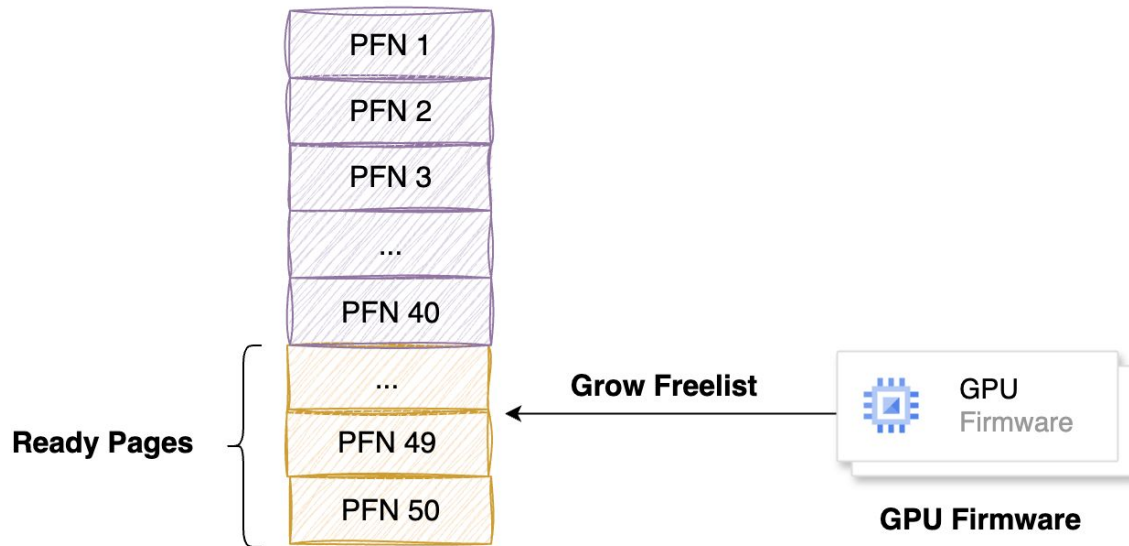 PFN 1
PFN 2
PFN 3
...
PFN 40
...
PFN 49
PFN 50
Ready Pages
Grow Freelist
GPU
Firmware
GPU Firmware